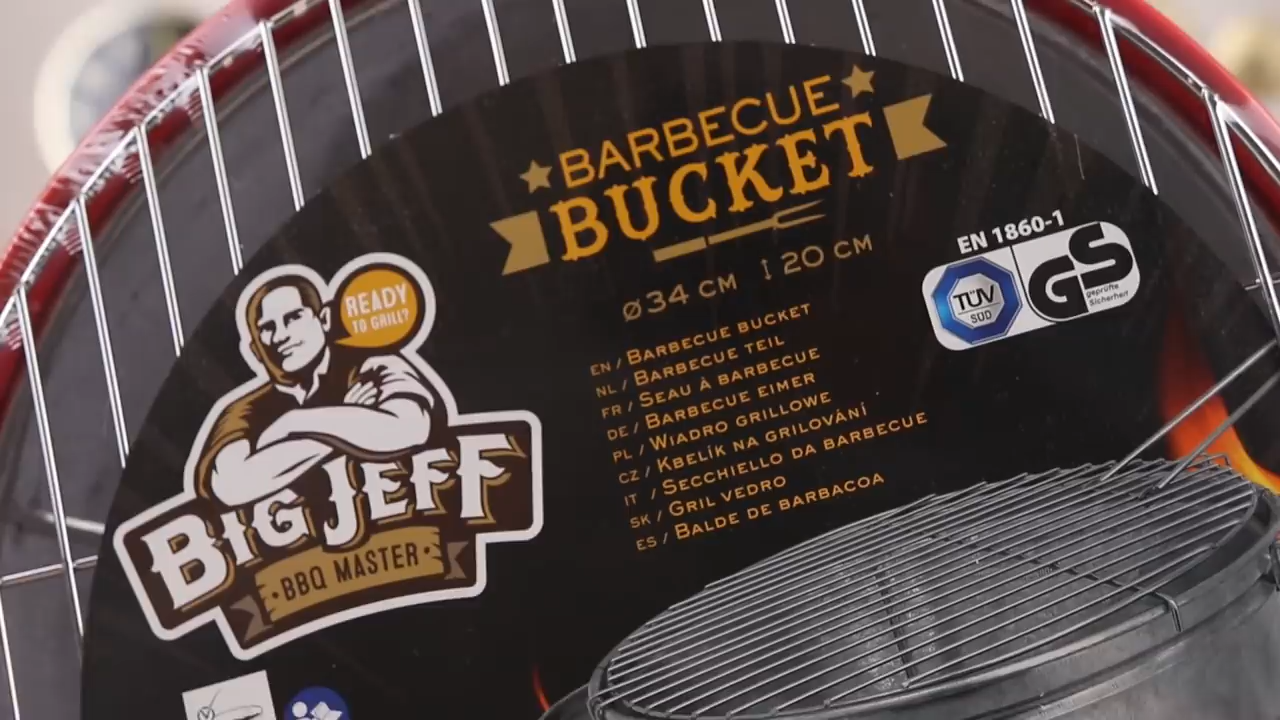 BARBECUE
BUCKET
ø34 CM 20 CM
EN 1860-1
TÜV
SÜD
GS
geprüfte
Sicherheit
READY
TO GRILL?
BIG JEFF
BBQ MASTER
EN / BARBECUE BUCKET
NL / BARBECUE TEIL
FR / SEAU À BARBECUE
DE / BARBECUE EIMER
PL / WIADRO GRILLOWE
CZ / KBELÍK NA GRILOVÁNÍ
IT / SECCHIELLO DA BARBECUE
SK / GRIL VEDRO
ES / BALDE DE BARBACOA